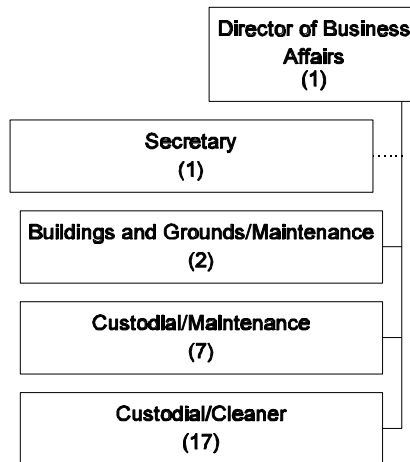 Director of Business
Affairs
(1)
Secretary
(1)
Buildings and Grounds/Maintenance
(2)
Custodial/Maintenance
(7)
Custodial/Cleaner
(17)